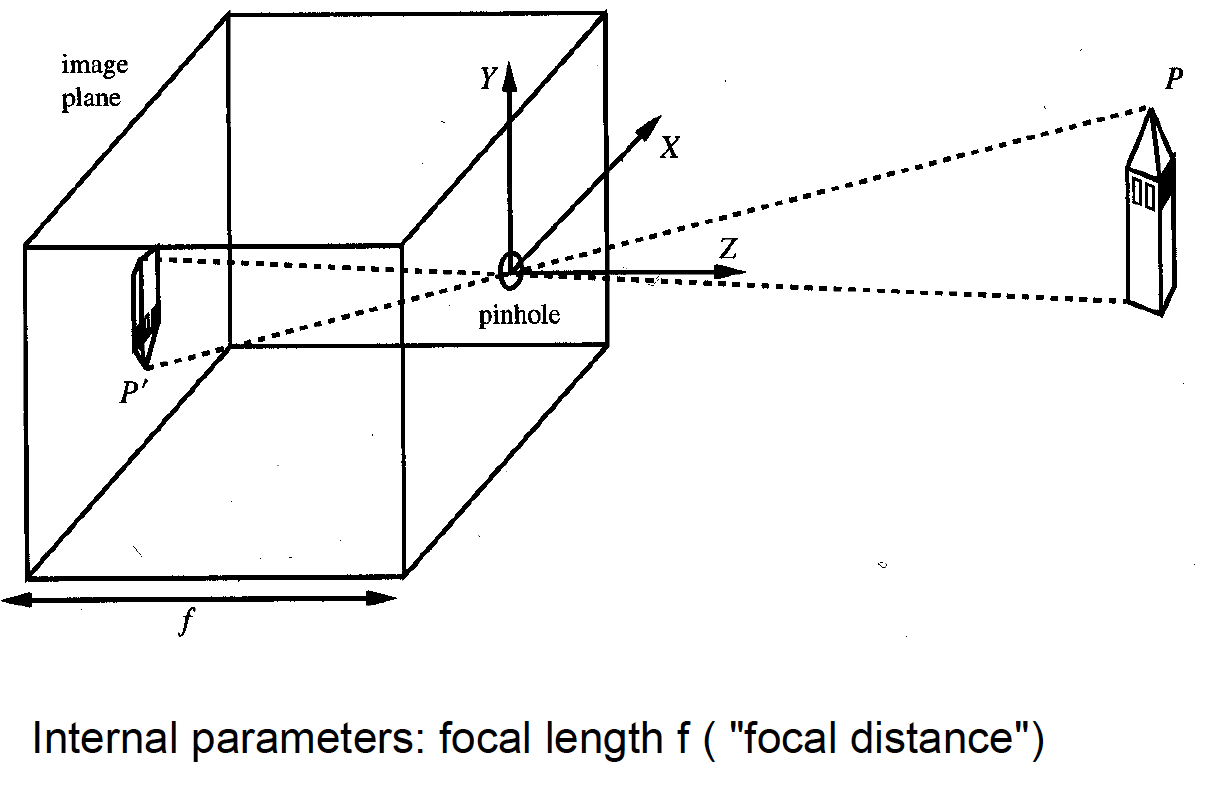 image
plane
Y
X
P
Z
pinhole
P'
f
Internal parameters: focal length f ( "focal distance")